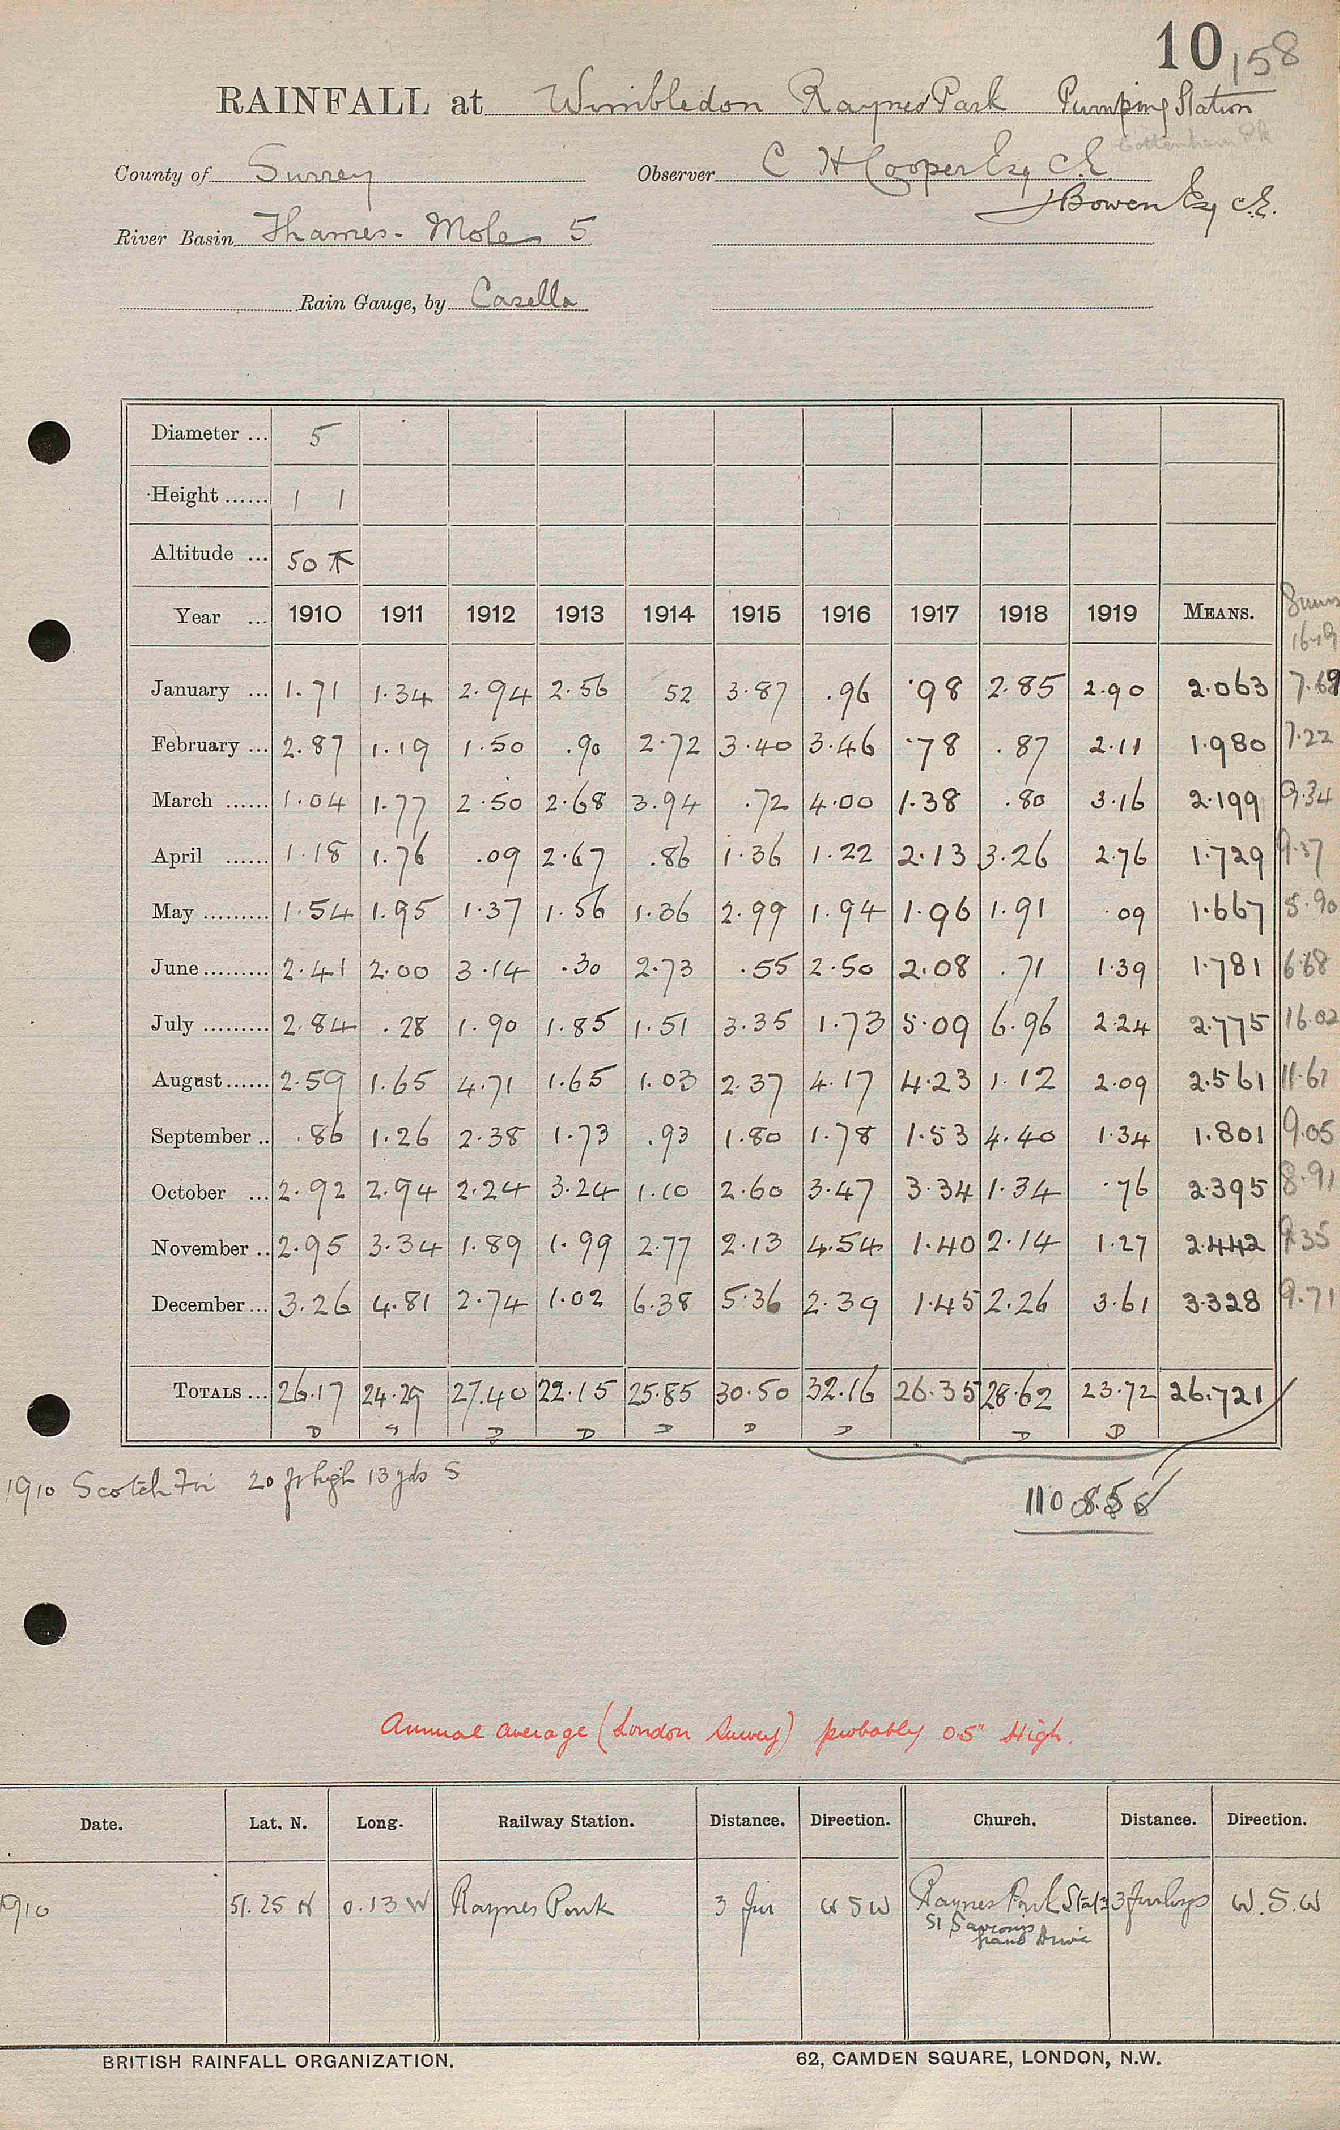 10 158
RAINFALL at Wimbledon Raynes Park Pumping Station
Cottenham Pk
County of Surrey Observer C H Cooper Esq C.E.
J Bowen Esq C.E.
River Basin Thames - Mole 5
Rain Gauge, by Casella
Diameter ... 5
Height ...... 1 1
Altitude ... 50
Year ... 1910 1911 1912 1913 1914 1915 1916 1917 1918 1919 MEANS. Sums
16-19
January ... 1.71 1.34 2.94 2.56 52 3.87 .96 .98 2.85 2.90 2.063 7.69
February ... 2.87 1.19 1.50 .90 2.72 3.40 3.46 .78 .87 2.11 1.980 7.22
March ...... 1.04 1.77 2.50 2.68 3.94 .72 4.00 1.38 .80 3.16 2.199 9.34
April ...... 1.18 1.76 .09 2.67 .86 1.36 1.22 2.13 3.26 2.76 1.729 9.37
May ......... 1.54 1.95 1.37 1.56 1.36 2.99 1.94 1.96 1.91 .09 1.667 5.90
June ......... 2.41 2.00 3.14 .30 2.73 .55 2.50 2.08 .71 1.39 1.781 6.68
July ......... 2.84 .28 1.90 1.85 1.51 3.35 1.73 5.09 6.96 2.24 2.775 16.02
August ...... 2.59 1.65 4.71 1.65 1.03 2.37 4.17 4.23 1.12 2.09 2.561 11.61
September .. .86 1.26 2.38 1.73 .93 1.80 1.78 1.53 4.40 1.34 1.801 9.05
October ... 2.92 2.94 2.24 3.24 1.10 2.60 3.47 3.34 1.34 .76 2.395 8.91
November .. 2.95 3.34 1.89 1.99 2.77 2.13 4.54 1.40 2.14 1.27 2.442 9.35
December ... 3.26 4.81 2.74 1.02 6.38 5.36 2.39 1.45 2.26 3.61 3.328 9.71
TOTALS ... 26.17 24.29 27.40 22.15 25.85 30.50 32.16 26.35 28.62 23.72 26.721
D D D D D D D D
1910 Scotch Fir 20 ft high 13 yds S
110 8.5
Annual average (London Survey) probably 0.5" High.
Date. Lat. N. Long. Railway Station. Distance. Direction. Church. Distance. Direction.
1910 51.25 N 0.13 W Raynes Park 3 fur W S W Raynes Park Statn 3 furlongs W.S.W
St Saviours
Grand Drive
BRITISH RAINFALL ORGANIZATION. 62, CAMDEN SQUARE, LONDON, N.W.